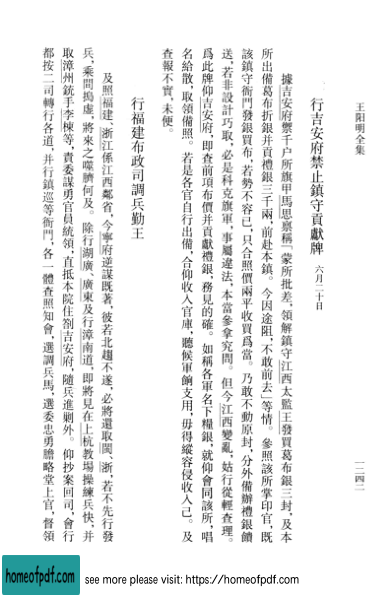 王陽明全集
一二四二
行吉安府禁止鎮守貢獻牌 六月二十日
據吉安府禦千戶所旗甲馬思禀稱「蒙所批差，領解鎮守江西太監王發買葛布銀三封，及本
所出備葛布折銀并貢禮銀三千兩，前赴本鎮。今因途阻，不敢前去」等情。參照該所掌印官，既
該鎮守衙門發銀買布，若勢不容已，只合照價兩平收買爲當。乃敢不動原封，分外備辦禮銀饋
送，若非設計巧取，必是科克旗軍，事屬違法，本當參拿究問。但今江西變亂，姑行從輕查理。
爲此牌仰吉安府，即查前項布價并貢獻禮銀，務見的確。如稱各軍名下糧銀，就仰會同該所，唱
名給散，取領備照。若是各官自行出備，合仰收入官庫，聽候軍餉支用，毋得縱容侵收入己。及
查報不實，未便。
行福建布政司調兵勤王
及照福建、浙江係江西鄰省，今寧府逆謀既著，彼若北趨不遂，必將還取閩、浙，若不先行發
兵，乘間搗虛，將來之噬臍何及。除行湖廣、廣東及行漳南道，即將見在上杭教場操練兵快，并
取漳州銃手李棟等，責委謀勇官員統領，直抵本院住劄吉安府，隨兵進剿外。仰抄案回司，會行
都按二司轉行各道，并行鎮巡等衙門，各一體查照知會，選調兵馬，選委忠勇膽略堂上官，督領
homeofpdf.com
see more please visit: https://homeofpdf.com